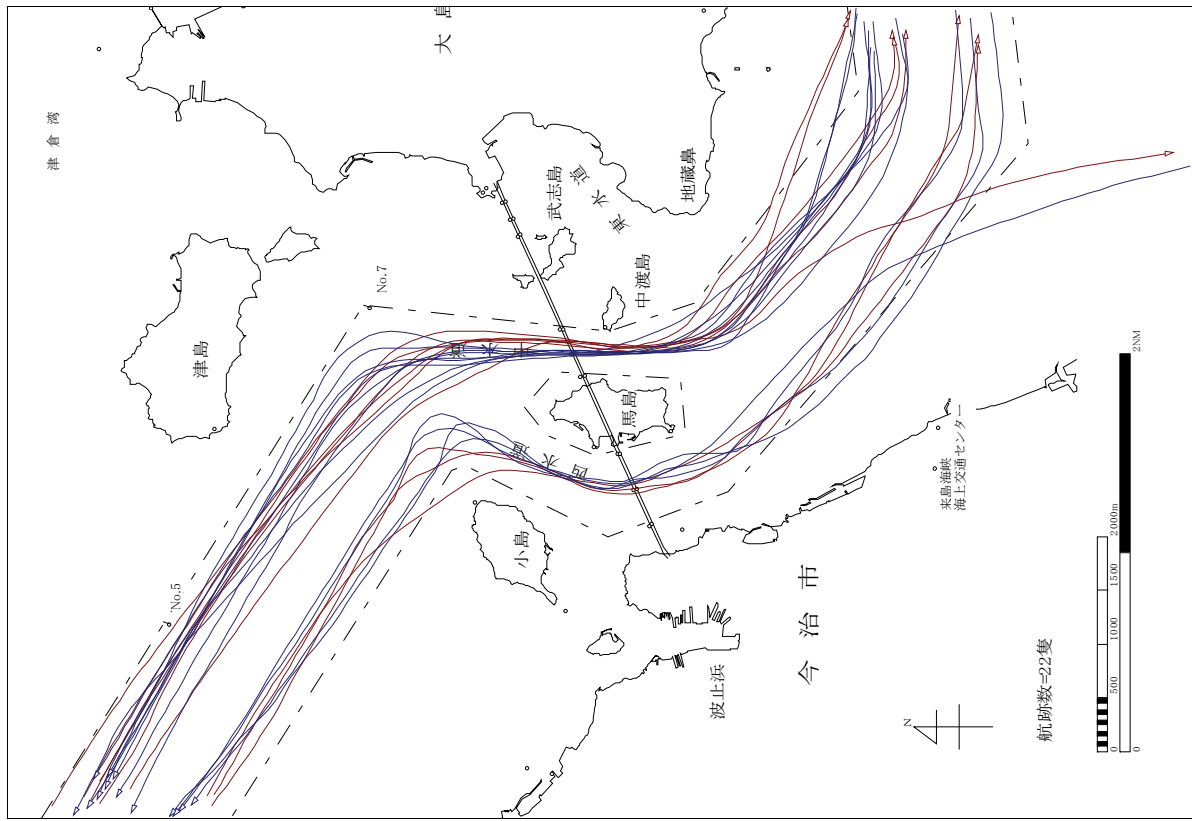 大島
津倉湾
武志島
東水道
地蔵鼻
中渡島
No.7
津島
中水道
馬島
西水道
小島
No.5
来島海峡
海上交通センター
今治市
波止浜
N
航跡数=22隻
0 500 1000 1500 2000m
0 2NM